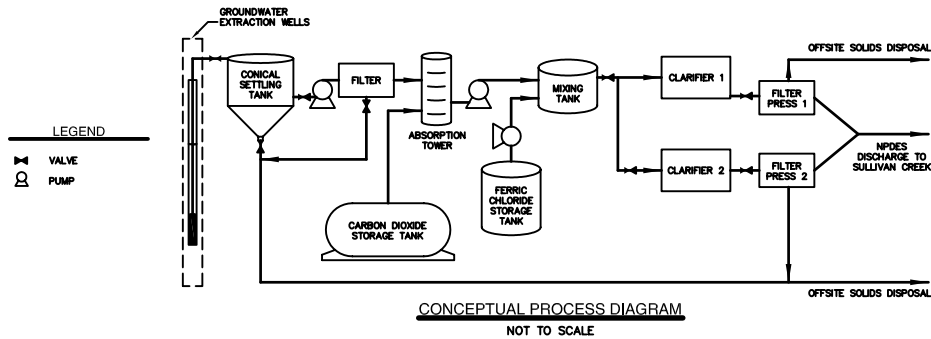 GROUNDWATER
EXTRACTION WELLS
OFFSITE SOLIDS DISPOSAL
CONICAL
SETTLING
TANK
FILTER
ABSORPTION
TOWER
MIXING
TANK
CLARIFIER 1
FILTER
PRESS 1
LEGEND
VALVE
PUMP
NPDES
DISCHARGE TO
SULLIVAN CREEK
CLARIFIER 2
FILTER
PRESS 2
FERRIC
CHLORIDE
STORAGE
TANK
CARBON DIOXIDE
STORAGE TANK
OFFSITE SOLIDS DISPOSAL
CONCEPTUAL PROCESS DIAGRAM
NOT TO SCALE